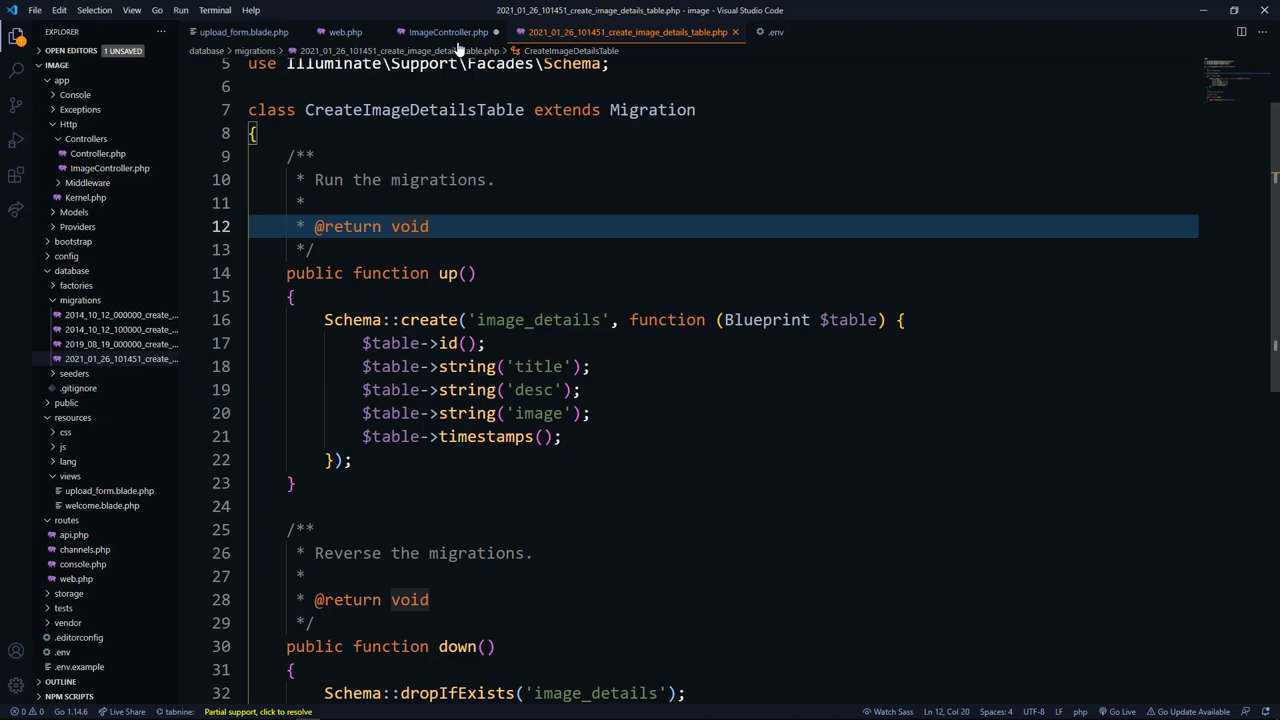 File Edit Selection View Go Run Terminal Help
2021_01_26_101451_create_image_details_table.php - image - Visual Studio Code
EXPLORER
OPEN EDITORS 1 UNSAVED
IMAGE
app
Console
Exceptions
Http
Controllers
Controller.php
ImageController.php
Middleware
Kernel.php
Models
Providers
bootstrap
config
database
factories
migrations
2014_10_12_000000_create_...
2014_10_12_100000_create_...
2019_08_19_000000_create_...
2021_01_26_101451_create_...
seeders
.gitignore
public
resources
css
js
lang
views
upload_form.blade.php
welcome.blade.php
routes
api.php
channels.php
console.php
web.php
storage
tests
vendor
.editorconfig
.env
.env.example
OUTLINE
NPM SCRIPTS
upload_form.blade.php web.php ImageController.php 2021_01_26_101451_create_image_details_table.php .env
database > migrations > 2021_01_26_101451_create_image_details_table.php > CreateImageDetailsTable
5 use Illuminate\Support\Facades\Schema;
6
7 class CreateImageDetailsTable extends Migration
8 {
9 /**
10 * Run the migrations.
11 *
12 * @return void
13 */
14 public function up()
15 {
16 Schema::create('image_details', function (Blueprint $table) {
17 $table->id();
18 $table->string('title');
19 $table->string('desc');
20 $table->string('image');
21 $table->timestamps();
22 });
23 }
24
25 /**
26 * Reverse the migrations.
27 *
28 * @return void
29 */
30 public function down()
31 {
32 Schema::dropIfExists('image_details');
0 0 Go 1.14.6 Live Share tabnine: Partial support, click to resolve Watch Sass Ln 12, Col 20 Spaces: 4 UTF-8 LF php Go Live Go Update Available